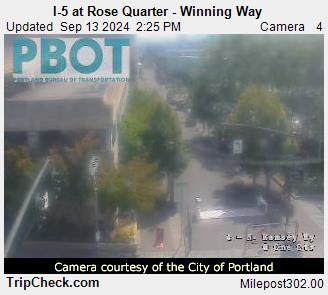 I-5 at Rose Quarter - Winning Way
Updated Sep 13 2024 2:25 PM Camera 4
PBOT
PORTLAND BUREAU OF TRANSPORTATION
Camera courtesy of the City of Portland
TripCheck.com Milepost302.00